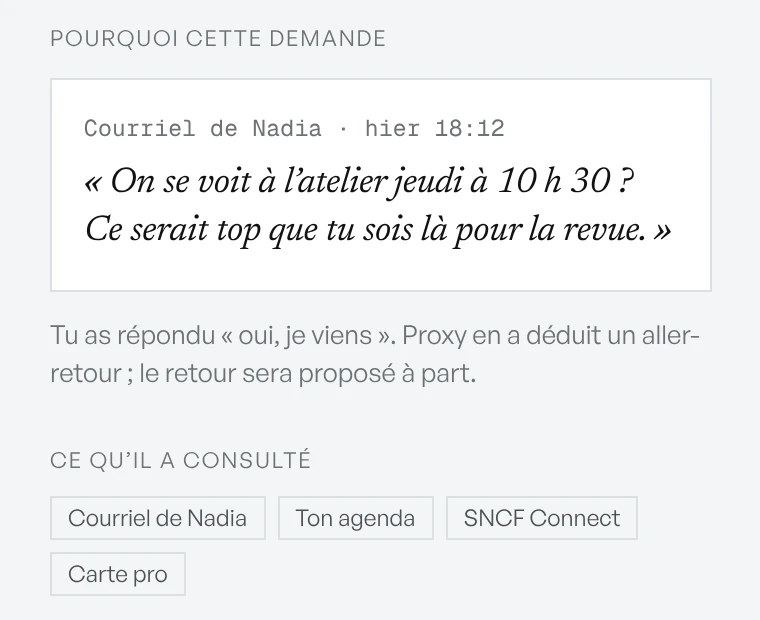 POURQUOI CETTE DEMANDE
Courriel de Nadia · hier 18:12
« On se voit à l’atelier jeudi à 10 h 30 ?
Ce serait top que tu sois là pour la revue. »
Tu as répondu « oui, je viens ». Proxy en a déduit un aller-
retour ; le retour sera proposé à part.
CE QU’IL A CONSULTÉ
Courriel de Nadia
Ton agenda
SNCF Connect
Carte pro